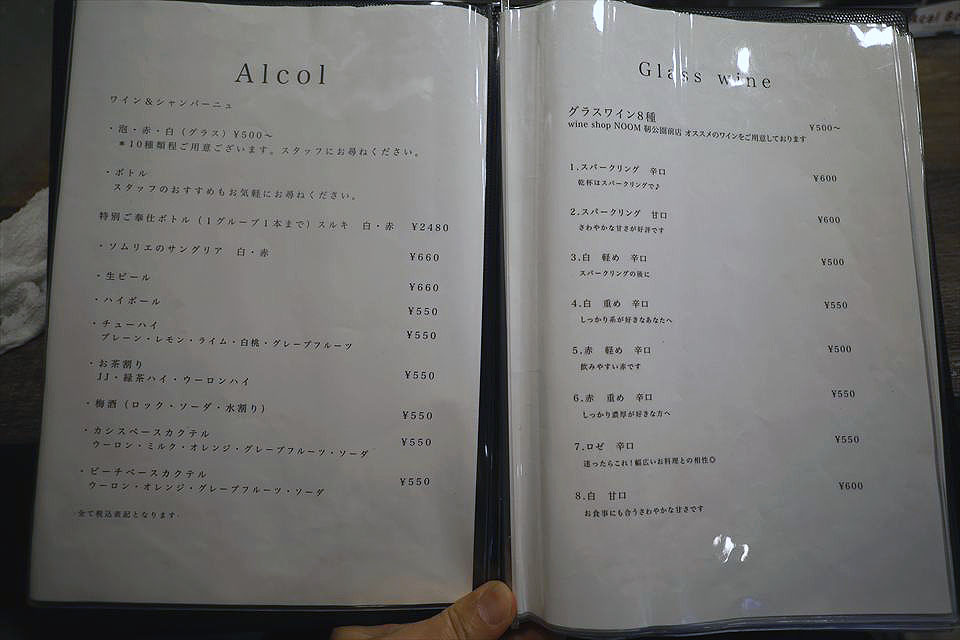 Alcol
ワイン＆シャンパーニュ
・泡・赤・白（グラス）¥500～
＊10種類程ご用意ございます。スタッフにお尋ねください。
・ボトル
スタッフのおすすめもお気軽にお尋ねください。
特別ご奉仕ボトル（1グループ1本まで）スルキ 白・赤 ¥2480
・ソムリエのサングリア 白・赤 ¥660
・生ビール ¥660
・ハイボール ¥550
・チューハイ ¥550
プレーン・レモン・ライム・白桃・グレープフルーツ
・お茶割り ¥550
JJ・緑茶ハイ・ウーロンハイ
・梅酒（ロック・ソーダ・水割り） ¥550
・カシスベースカクテル ¥550
ウーロン・ミルク・オレンジ・グレープフルーツ・ソーダ
・ピーチベースカクテル ¥550
ウーロン・オレンジ・グレープフルーツ・ソーダ
全て税込表記となります
Glass wine
グラスワイン8種 ¥500～
wine shop NOOM 靭公園前店 オススメのワインをご用意しております
1.スパークリング 辛口 ¥600
乾杯はスパークリングで♪
2.スパークリング 甘口 ¥600
さわやかな甘さが好評です
3.白 軽め 辛口 ¥500
スパークリングの後に
4.白 重め 辛口 ¥550
しっかり系が好きなあなたへ
5.赤 軽め 辛口 ¥500
飲みやすい赤です
6.赤 重め 辛口 ¥550
しっかり濃厚が好きな方へ
7.ロゼ 辛口 ¥550
迷ったらこれ！幅広いお料理との相性◎
8.白 甘口 ¥600
お食事にも合うさわやかな甘さです